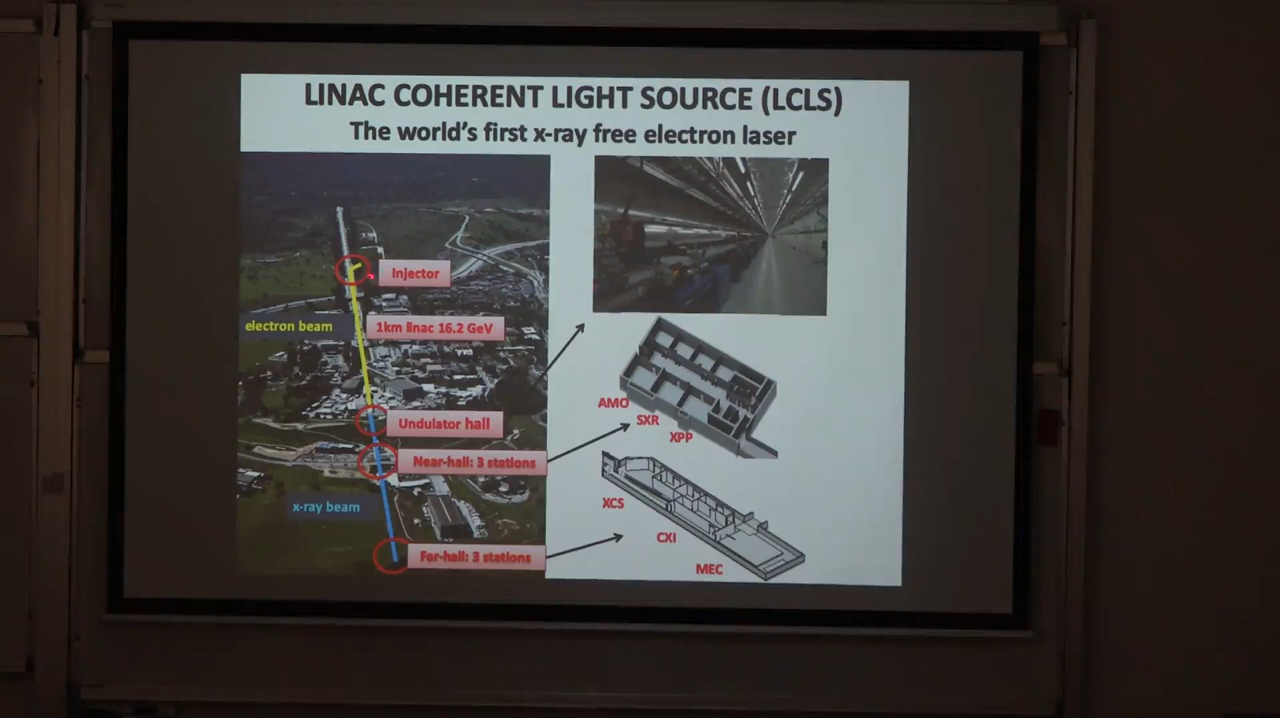 LINAC COHERENT LIGHT SOURCE (LCLS)
The world's first x-ray free electron laser
Injector
electron beam
1km linac 16.2 GeV
Undulator hall
Near-hall: 3 stations
x-ray beam
Far-hall: 3 stations
AMO
SXR
XPP
XCS
CXI
MEC